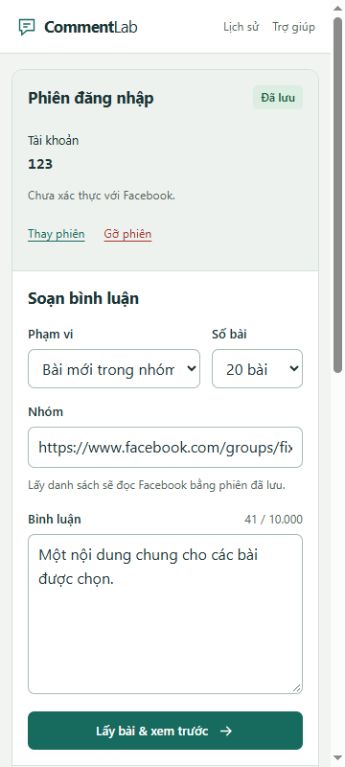 CommentLab
Lịch sử Trợ giúp
Phiên đăng nhập
Đã lưu
Tài khoản
123
Chưa xác thực với Facebook.
Thay phiên Gỡ phiên
Soạn bình luận
Phạm vi Số bài
Bài mới trong nhóm 20 bài
Nhóm
https://www.facebook.com/groups/fix
Lấy danh sách sẽ đọc Facebook bằng phiên đã lưu.
Bình luận 41 / 10.000
Một nội dung chung cho các bài
được chọn.
Lấy bài & xem trước →